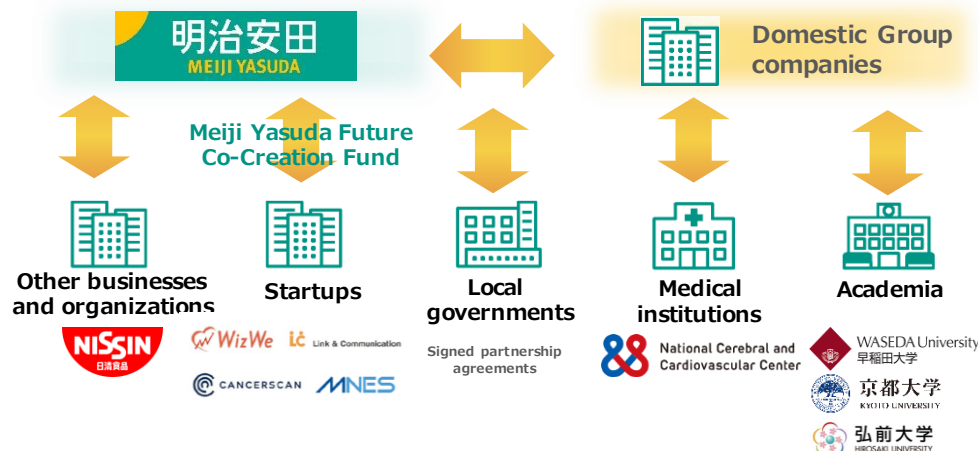 明治安田
MEIJI YASUDA
Domestic Group
companies
Meiji Yasuda Future
Co-Creation Fund
Other businesses
and organizations
NISSIN
日清食品
Startups
WizWe
ic Link & Communication
CANCERSCAN
MNES
Local
governments
Signed partnership
agreements
Medical
institutions
National Cerebral and
Cardiovascular Center
Academia
WASEDA University
早稲田大学
京都大学
KYOTO UNIVERSITY
弘前大学
HIROSAKI UNIVERSITY